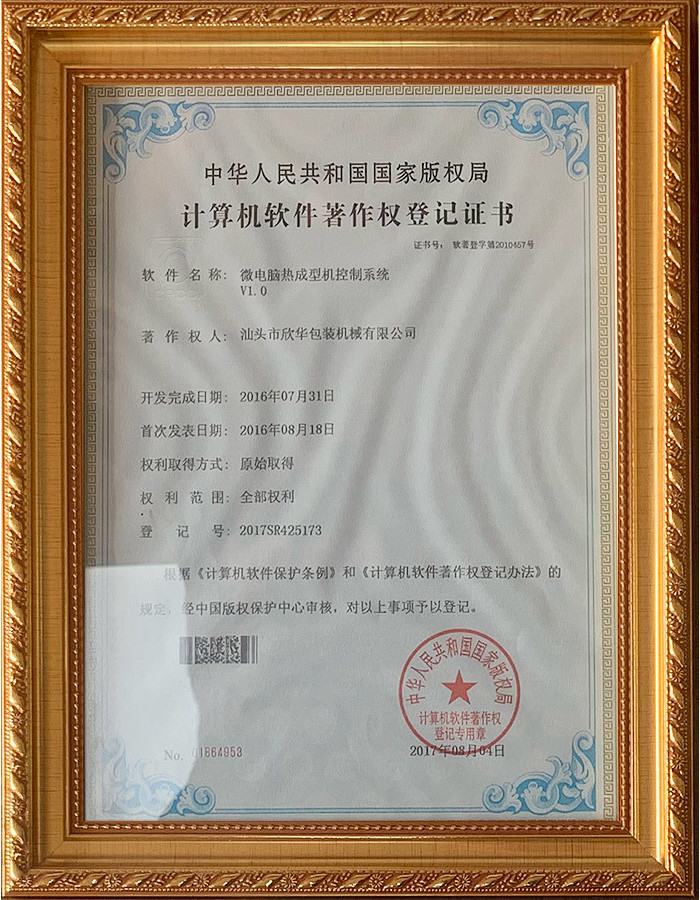 中华人民共和国国家版权局
计算机软件著作权登记证书
证书号: 软著登字第2010457号
软件名称: 微电脑热成型机控制系统
V1.0
著作权人: 汕头市欣华包装机械有限公司
开发完成日期: 2016年07月31日
首次发表日期: 2016年08月18日
权利取得方式: 原始取得
权利范围: 全部权利
登记号: 2017SR425173
根据《计算机软件保护条例》和《计算机软件著作权登记办法》的
规定,经中国版权保护中心审核,对以上事项予以登记。
中华人民共和国国家版权局
计算机软件著作权
登记专用章
No. 01864953
2017年08月04日